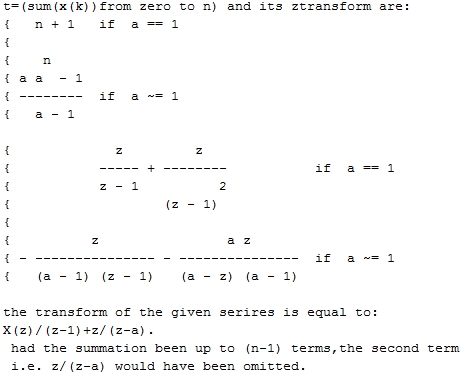 t=(sum(x(k))from zero to n) and its ztransform are:
{ n + 1 if a == 1
{
{ n
{ a a - 1
{ -------- if a ~= 1
{ a - 1
{ z z
{ ----- + -------- if a == 1
{ z - 1 2
{ (z - 1)
{
{ z a z
{ - --------------- - --------------- if a ~= 1
{ (a - 1) (z - 1) (a - z) (a - 1)
the transform of the given serires is equal to:
X(z)/(z-1)+z/(z-a).
had the summation been up to (n-1) terms,the second term
i.e. z/(z-a) would have been omitted.